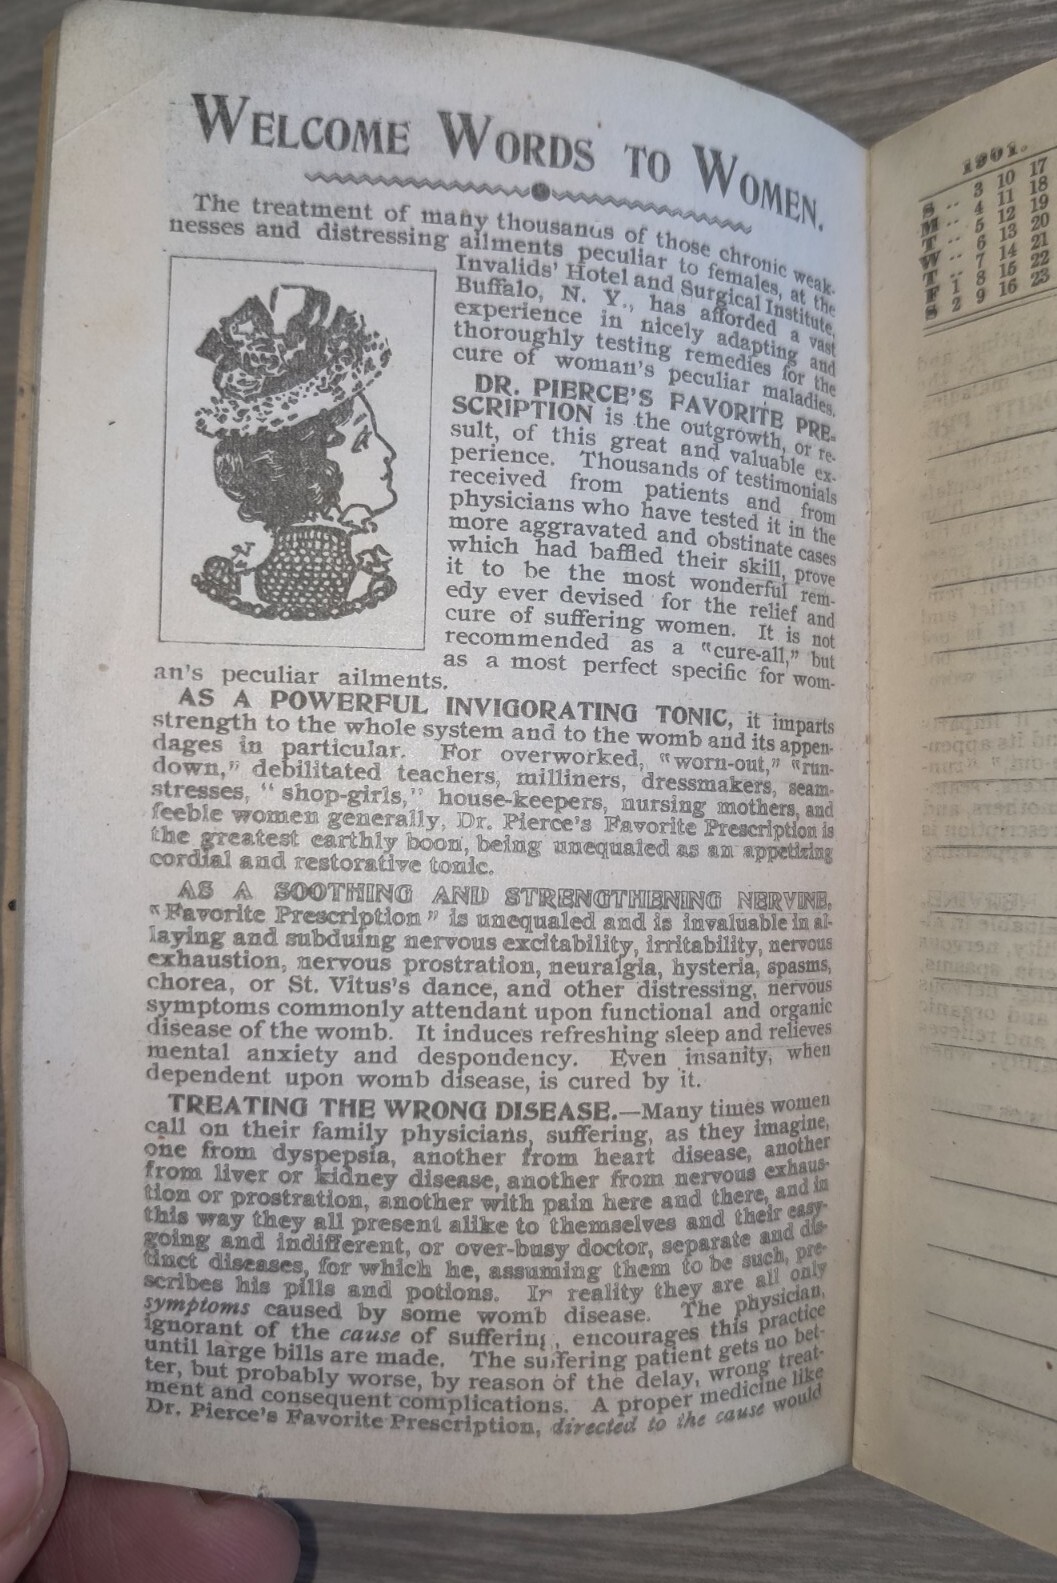 WELCOME WORDS TO WOMEN.
The treatment of many thousands of those chronic weak-
nesses and distressing ailments peculiar to females, at the
Invalids' Hotel and Surgical Institute,
Buffalo, N. Y., has afforded a vast
experience in nicely adapting and
thoroughly testing remedies for the
cure of woman's peculiar maladies.
DR. PIERCE'S FAVORITE PRE-
SCRIPTION is the outgrowth, or re-
sult, of this great and valuable ex-
perience. Thousands of testimonials
received from patients and from
physicians who have tested it in the
more aggravated and obstinate cases
which had baffled their skill, prove
it to be the most wonderful rem-
edy ever devised for the relief and
cure of suffering women. It is not
recommended as a "cure-all," but
as a most perfect specific for wom-
an's peculiar ailments.
AS A POWERFUL INVIGORATING TONIC, it imparts
strength to the whole system and to the womb and its appen-
dages in particular. For overworked, "worn-out," "run-
down," debilitated teachers, milliners, dressmakers, seam-
stresses, "shop-girls," house-keepers, nursing mothers, and
feeble women generally, Dr. Pierce's Favorite Prescription is
the greatest earthly boon, being unequaled as an appetizing
cordial and restorative tonic.
AS A SOOTHING AND STRENGTHENING NERVINE,
"Favorite Prescription" is unequaled and is invaluable in al-
laying and subduing nervous excitability, irritability, nervous
exhaustion, nervous prostration, neuralgia, hysteria, spasms,
chorea, or St. Vitus's dance, and other distressing, nervous
symptoms commonly attendant upon functional and organic
disease of the womb. It induces refreshing sleep and relieves
mental anxiety and despondency. Even insanity, when
dependent upon womb disease, is cured by it.
TREATING THE WRONG DISEASE.—Many times women
call on their family physicians, suffering, as they imagine,
one from dyspepsia, another from heart disease, another
from liver or kidney disease, another from nervous exhaus-
tion or prostration, another with pain here and there, and in
this way they all present alike to themselves and their easy-
going and indifferent, or over-busy doctor, separate and dis-
tinct diseases, for which he, assuming them to be such, pre-
scribes his pills and potions. In reality they are all only
symptoms caused by some womb disease. The physician,
ignorant of the cause of suffering, encourages this practice
until large bills are made. The suffering patient gets no bet-
ter, but probably worse, by reason of the delay, wrong treat-
ment and consequent complications. A proper medicine like
Dr. Pierce's Favorite Prescription, directed to the cause would
1901.
S .. 3 10 17
M .. 4 11 18
T .. 5 12 19
W .. 6 13 20
T .. 7 14 21
F 1 8 15 22
S 2 9 16 23